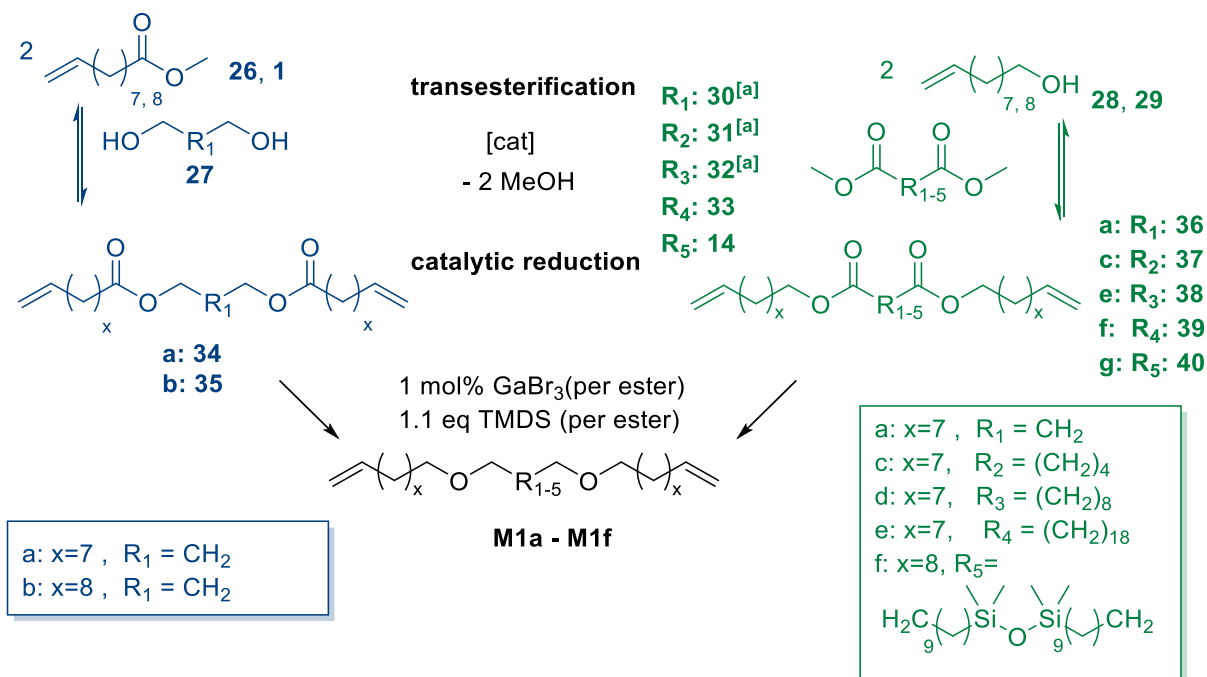 2
O
O
7, 8
26, 1
HO
R1
OH
27
transesterification
[cat]
- 2 MeOH
R1: 30[a]
R2: 31[a]
R3: 32[a]
R4: 33
R5: 14
2
OH
7, 8
28, 29
O
O
O
R1-5
O
O
O
O
R1
O
x
x
a: 34
b: 35
catalytic reduction
O
O
x
O
R1-5
O
x
a: R1: 36
c: R2: 37
e: R3: 38
f: R4: 39
g: R5: 40
1 mol% GaBr3(per ester)
1.1 eq TMDS (per ester)
x
O
R1-5
O
x
M1a - M1f
a: x=7 , R1 = CH2
b: x=8 , R1 = CH2
a: x=7 , R1 = CH2
c: x=7, R2 = (CH2)4
d: x=7, R3 = (CH2)8
e: x=7, R4 = (CH2)18
f: x=8, R5=
H2C
9
Si
O
Si
9
CH2